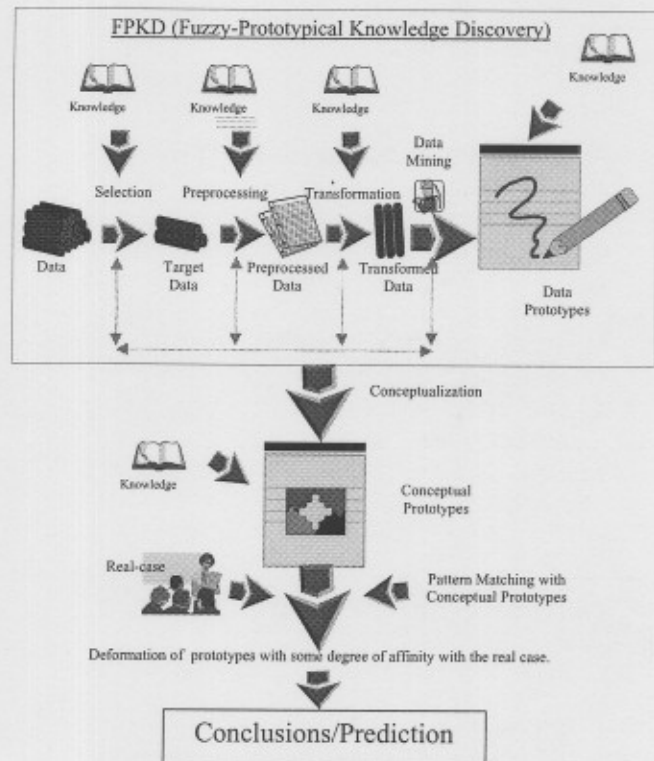 FPKD (Fuzzy-Prototypical Knowledge Discovery)
Knowledge
Knowledge
Knowledge
Knowledge
Data
Mining
Selection
Preprocessing
Transformation
Data
Target
Data
Preprocessed
Data
Transformed
Data
Data
Prototypes
Conceptualization
Knowledge
Conceptual
Prototypes
Real-case
Pattern Matching with
Conceptual Prototypes
Deformation of prototypes with some degree of affinity with the real case.
Conclusions/Prediction